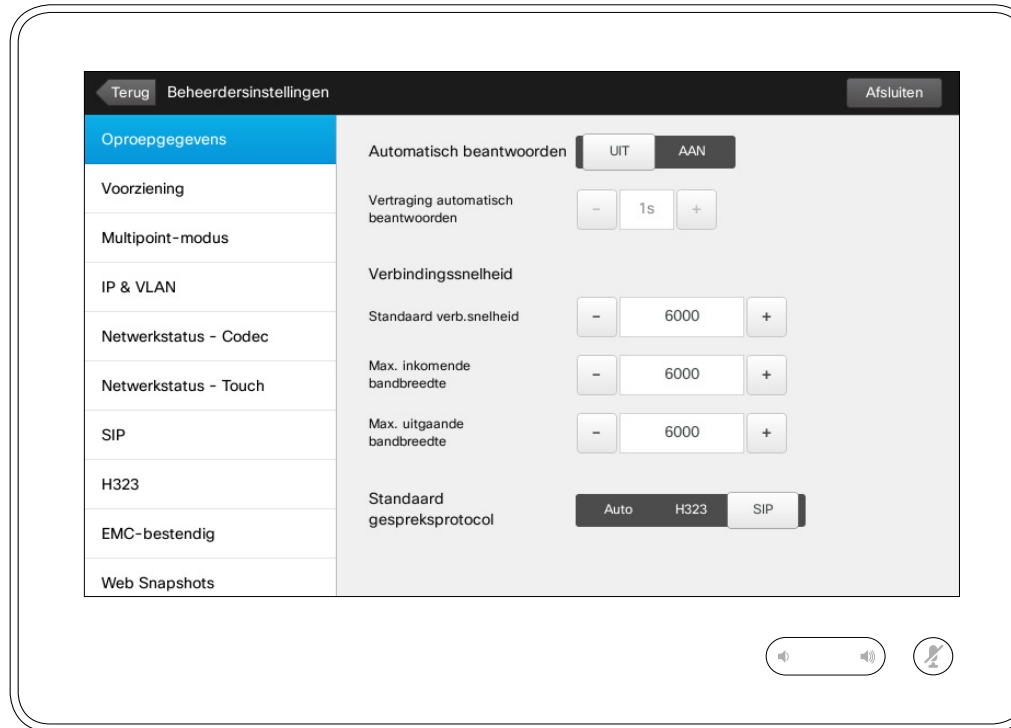 Terug Beheerdersinstellingen Afsluiten
Oproepgegevens
Voorziening
Multipoint-modus
IP & VLAN
Netwerkstatus - Codec
Netwerkstatus - Touch
SIP
H323
EMC-bestendig
Web Snapshots
Automatisch beantwoorden UIT AAN
Vertraging automatisch
beantwoorden
- 1s +
Verbindingssnelheid
Standaard verb.snelheid - 6000 +
Max. inkomende
bandbreedte
- 6000 +
Max. uitgaande
bandbreedte
- 6000 +
Standaard
gespreksprotocol
Auto H323 SIP